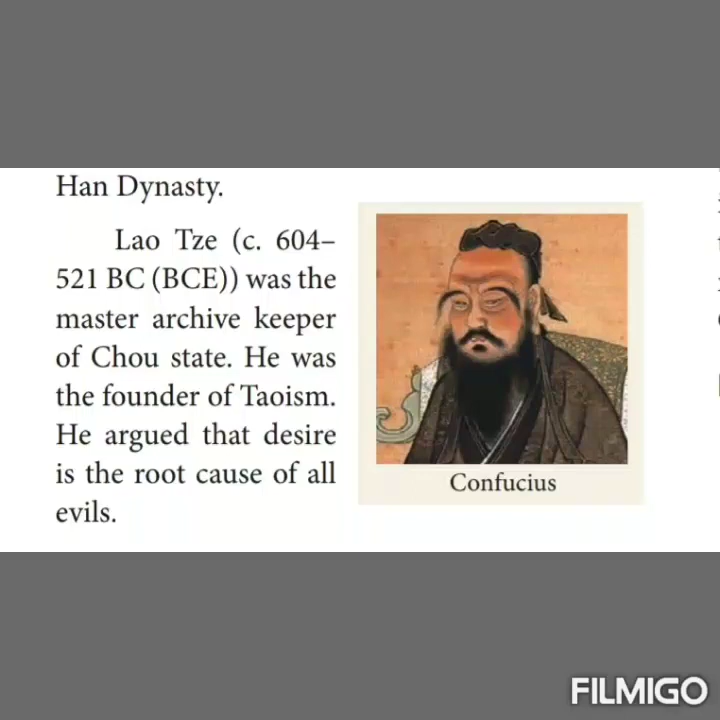 Han Dynasty.
Lao Tze (c. 604–
521 BC (BCE)) was the
master archive keeper
of Chou state. He was
the founder of Taoism.
He argued that desire
is the root cause of all
evils.
Confucius
FILMIGO